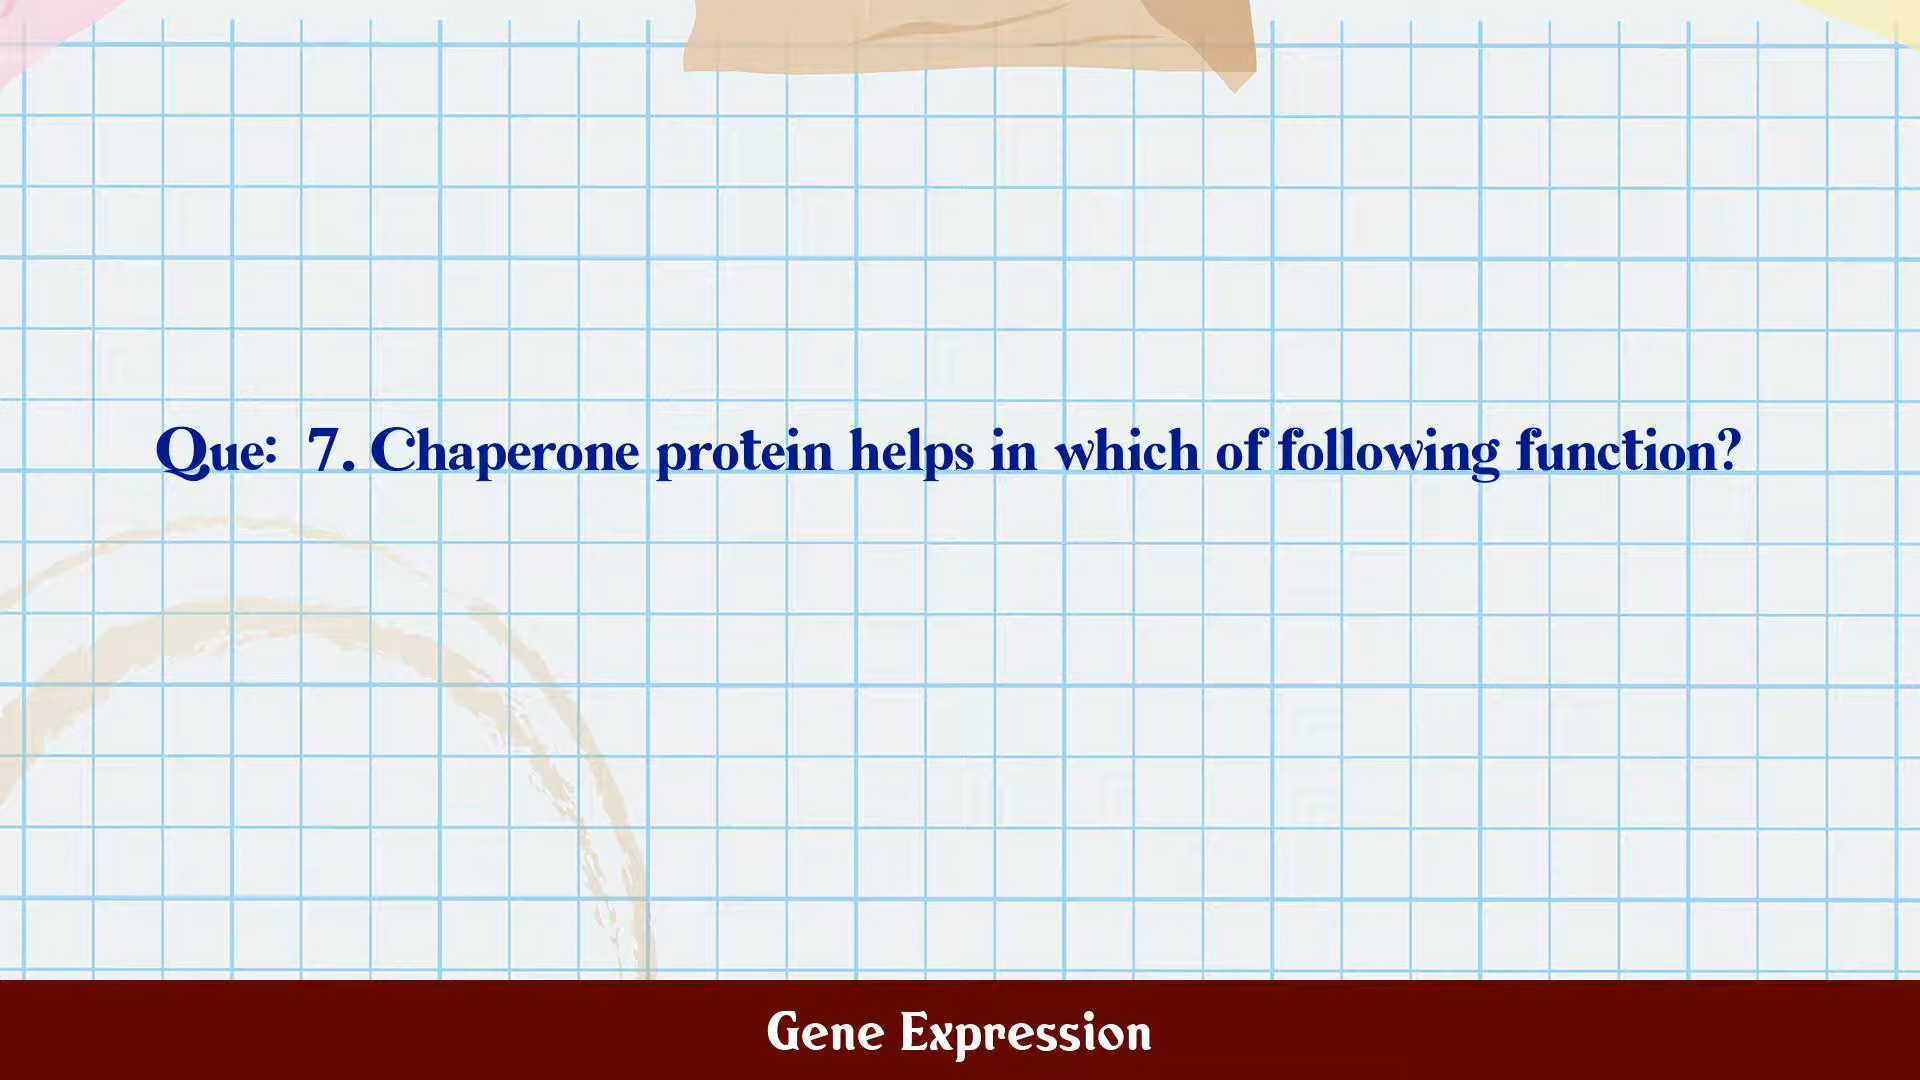 Que: 7. Chaperone protein helps in which of following function?
Gene Expression